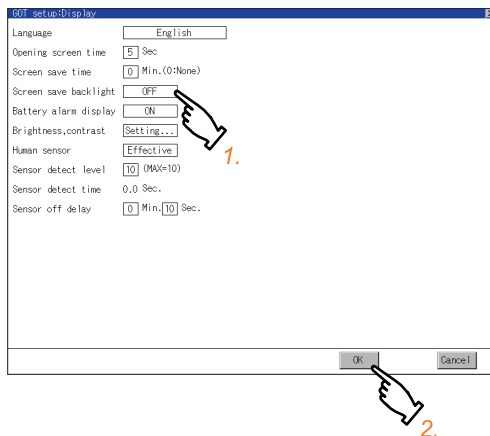 GOT setup:Display
Language English
Opening screen time 5 Sec
Screen save time 0 Min.(0:None)
Screen save backlight OFF
Battery alarm display ON
Brightness,contrast Setting...
Human sensor Effective
1.
Sensor detect level 10 (MAX=10)
Sensor detect time 0.0 Sec.
Sensor off delay 0 Min. 10 Sec.
OK Cancel
2.